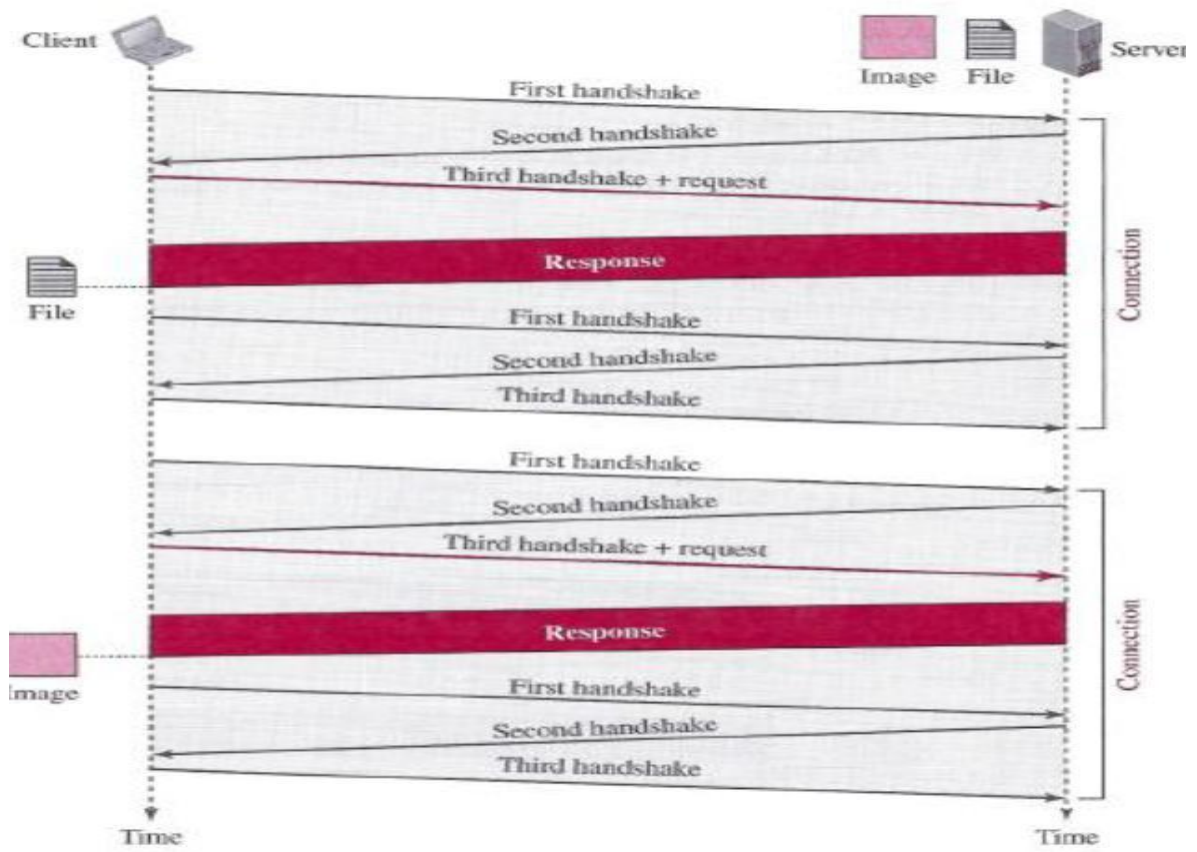 Client
Server
Image
File
First handshake
Second handshake
Third handshake + request
Response
File
First handshake
Second handshake
Third handshake
Connection
First handshake
Second handshake
Third handshake + request
Response
Image
First handshake
Second handshake
Third handshake
Connection
Time
Time